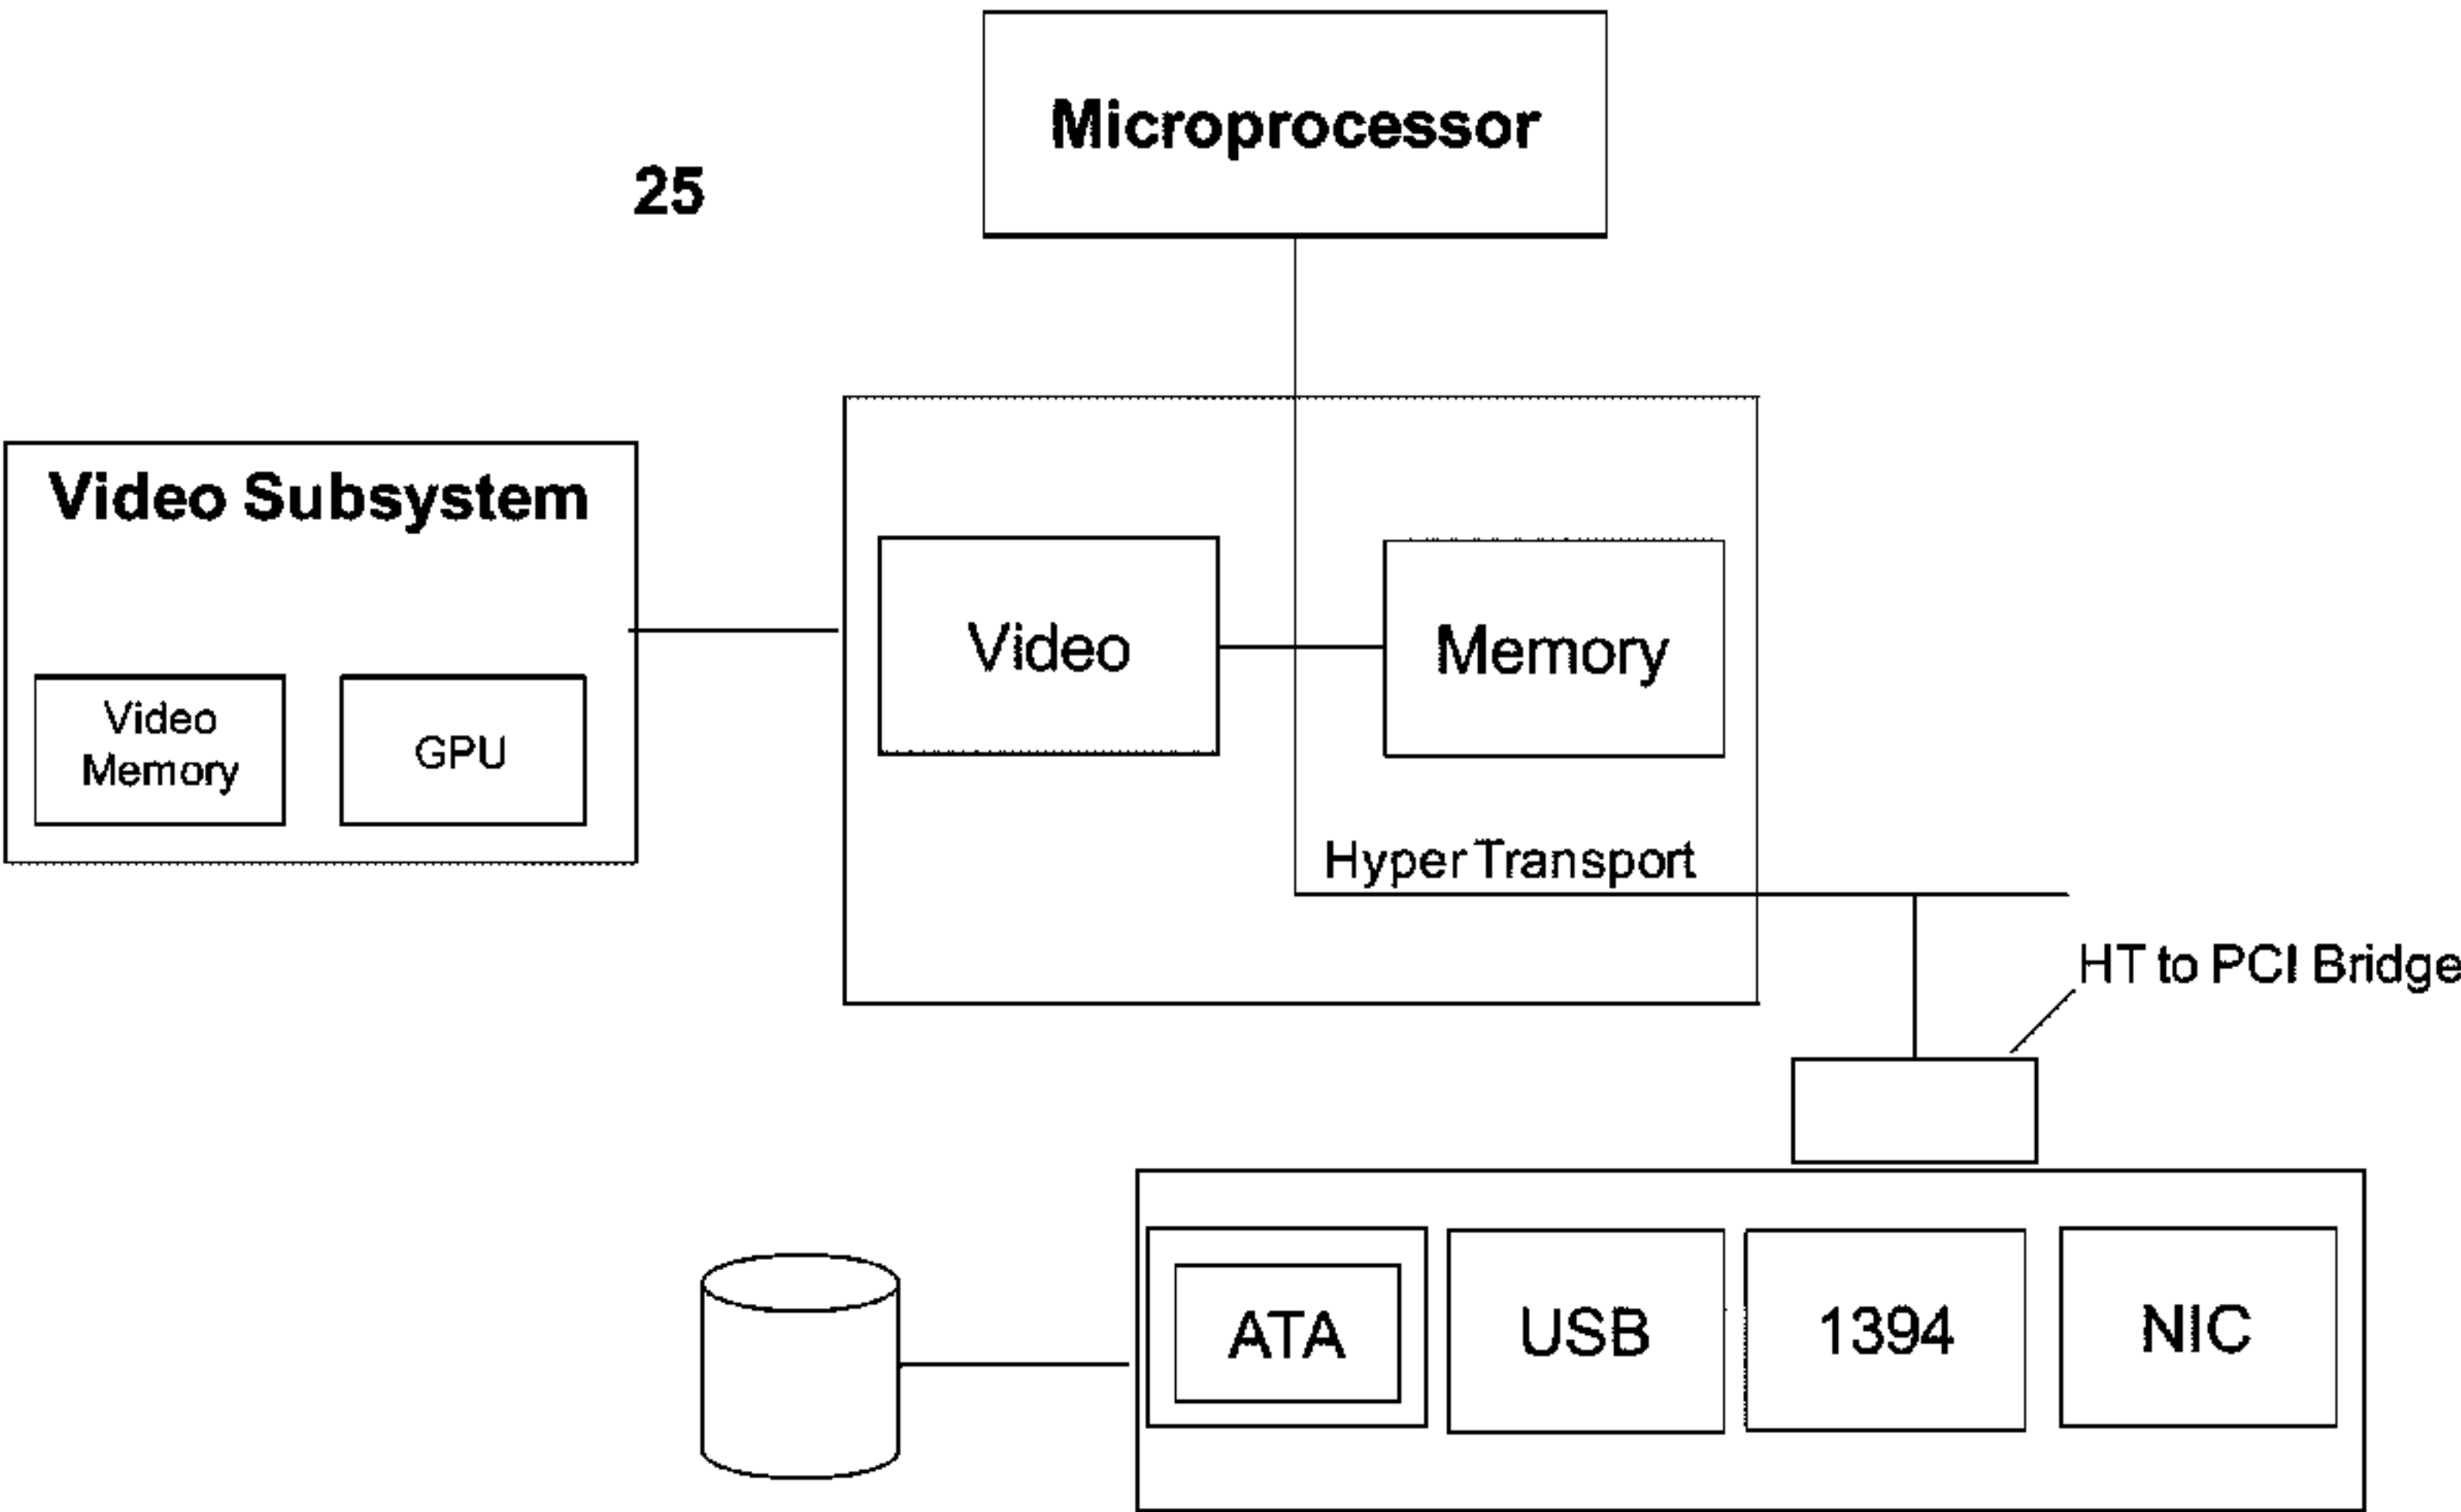 Microprocessor
25
Video Subsystem
Video
Memory
GPU
Video
Memory
Hyper Transport
HT to PCI Bridge
ATA
USB
1394
NIC